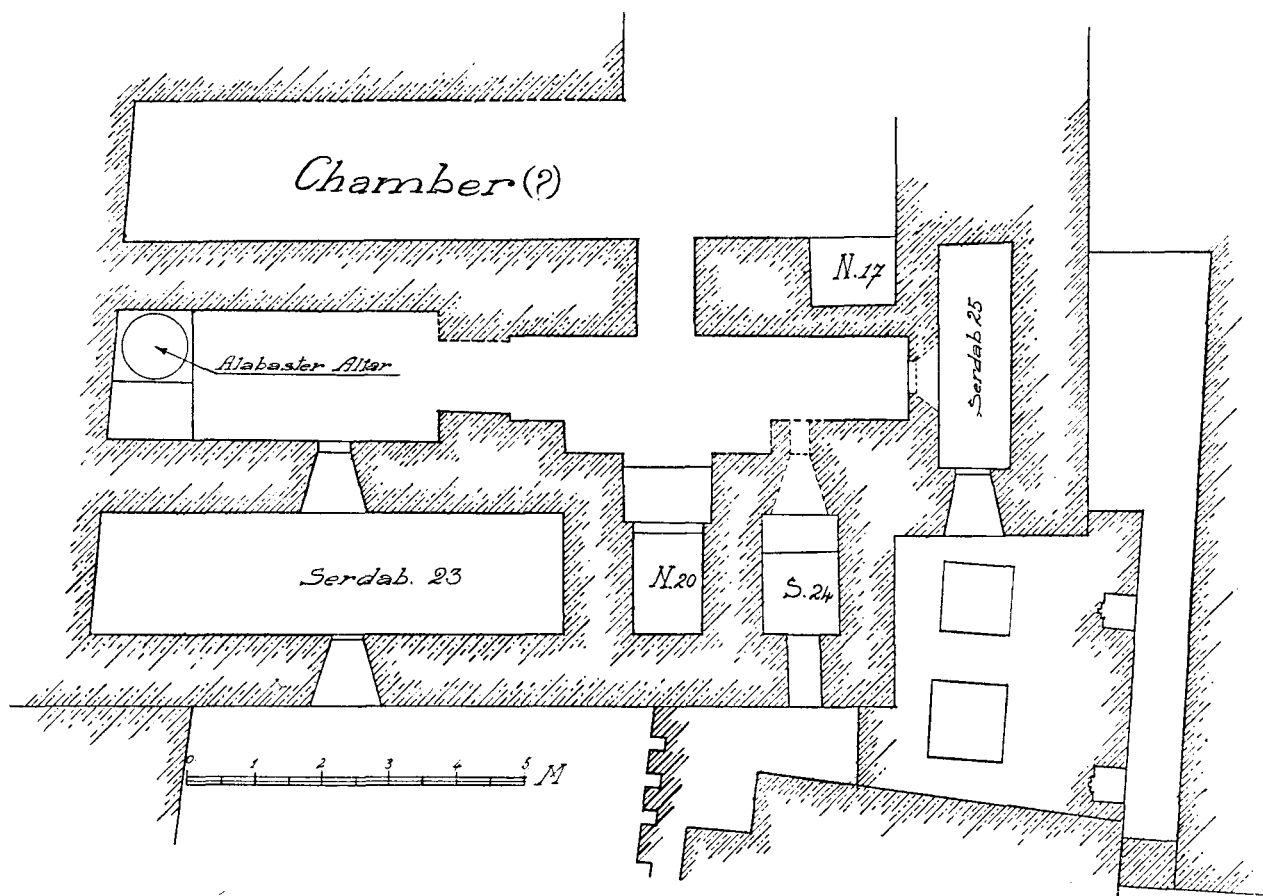 Chamber (?)
N. 17
Serdab 25
Alabaster Altar
Serdab. 23
N. 20
S. 24
0 1 2 3 4 5 M